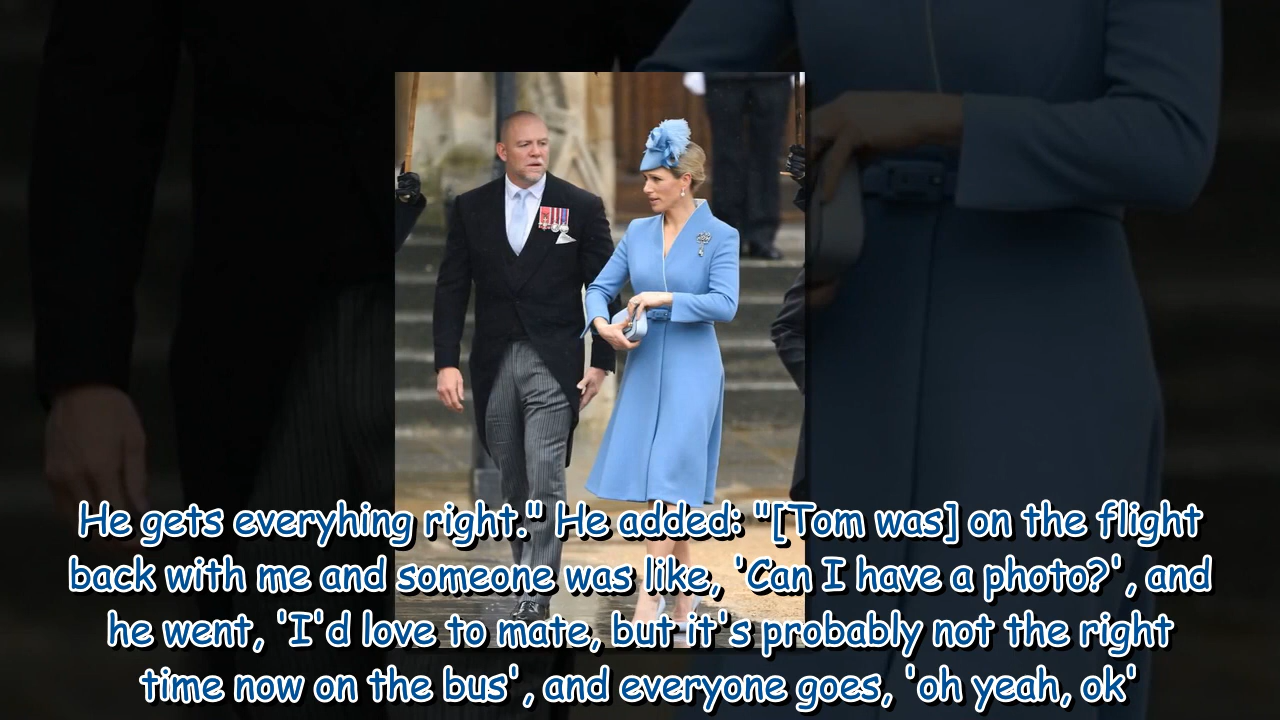 He gets everyhing right." He added: "[Tom was] on the flight
back with me and someone was like, 'Can I have a photo?', and
he went, 'I'd love to mate, but it's probably not the right
time now on the bus', and everyone goes, 'oh yeah, ok'